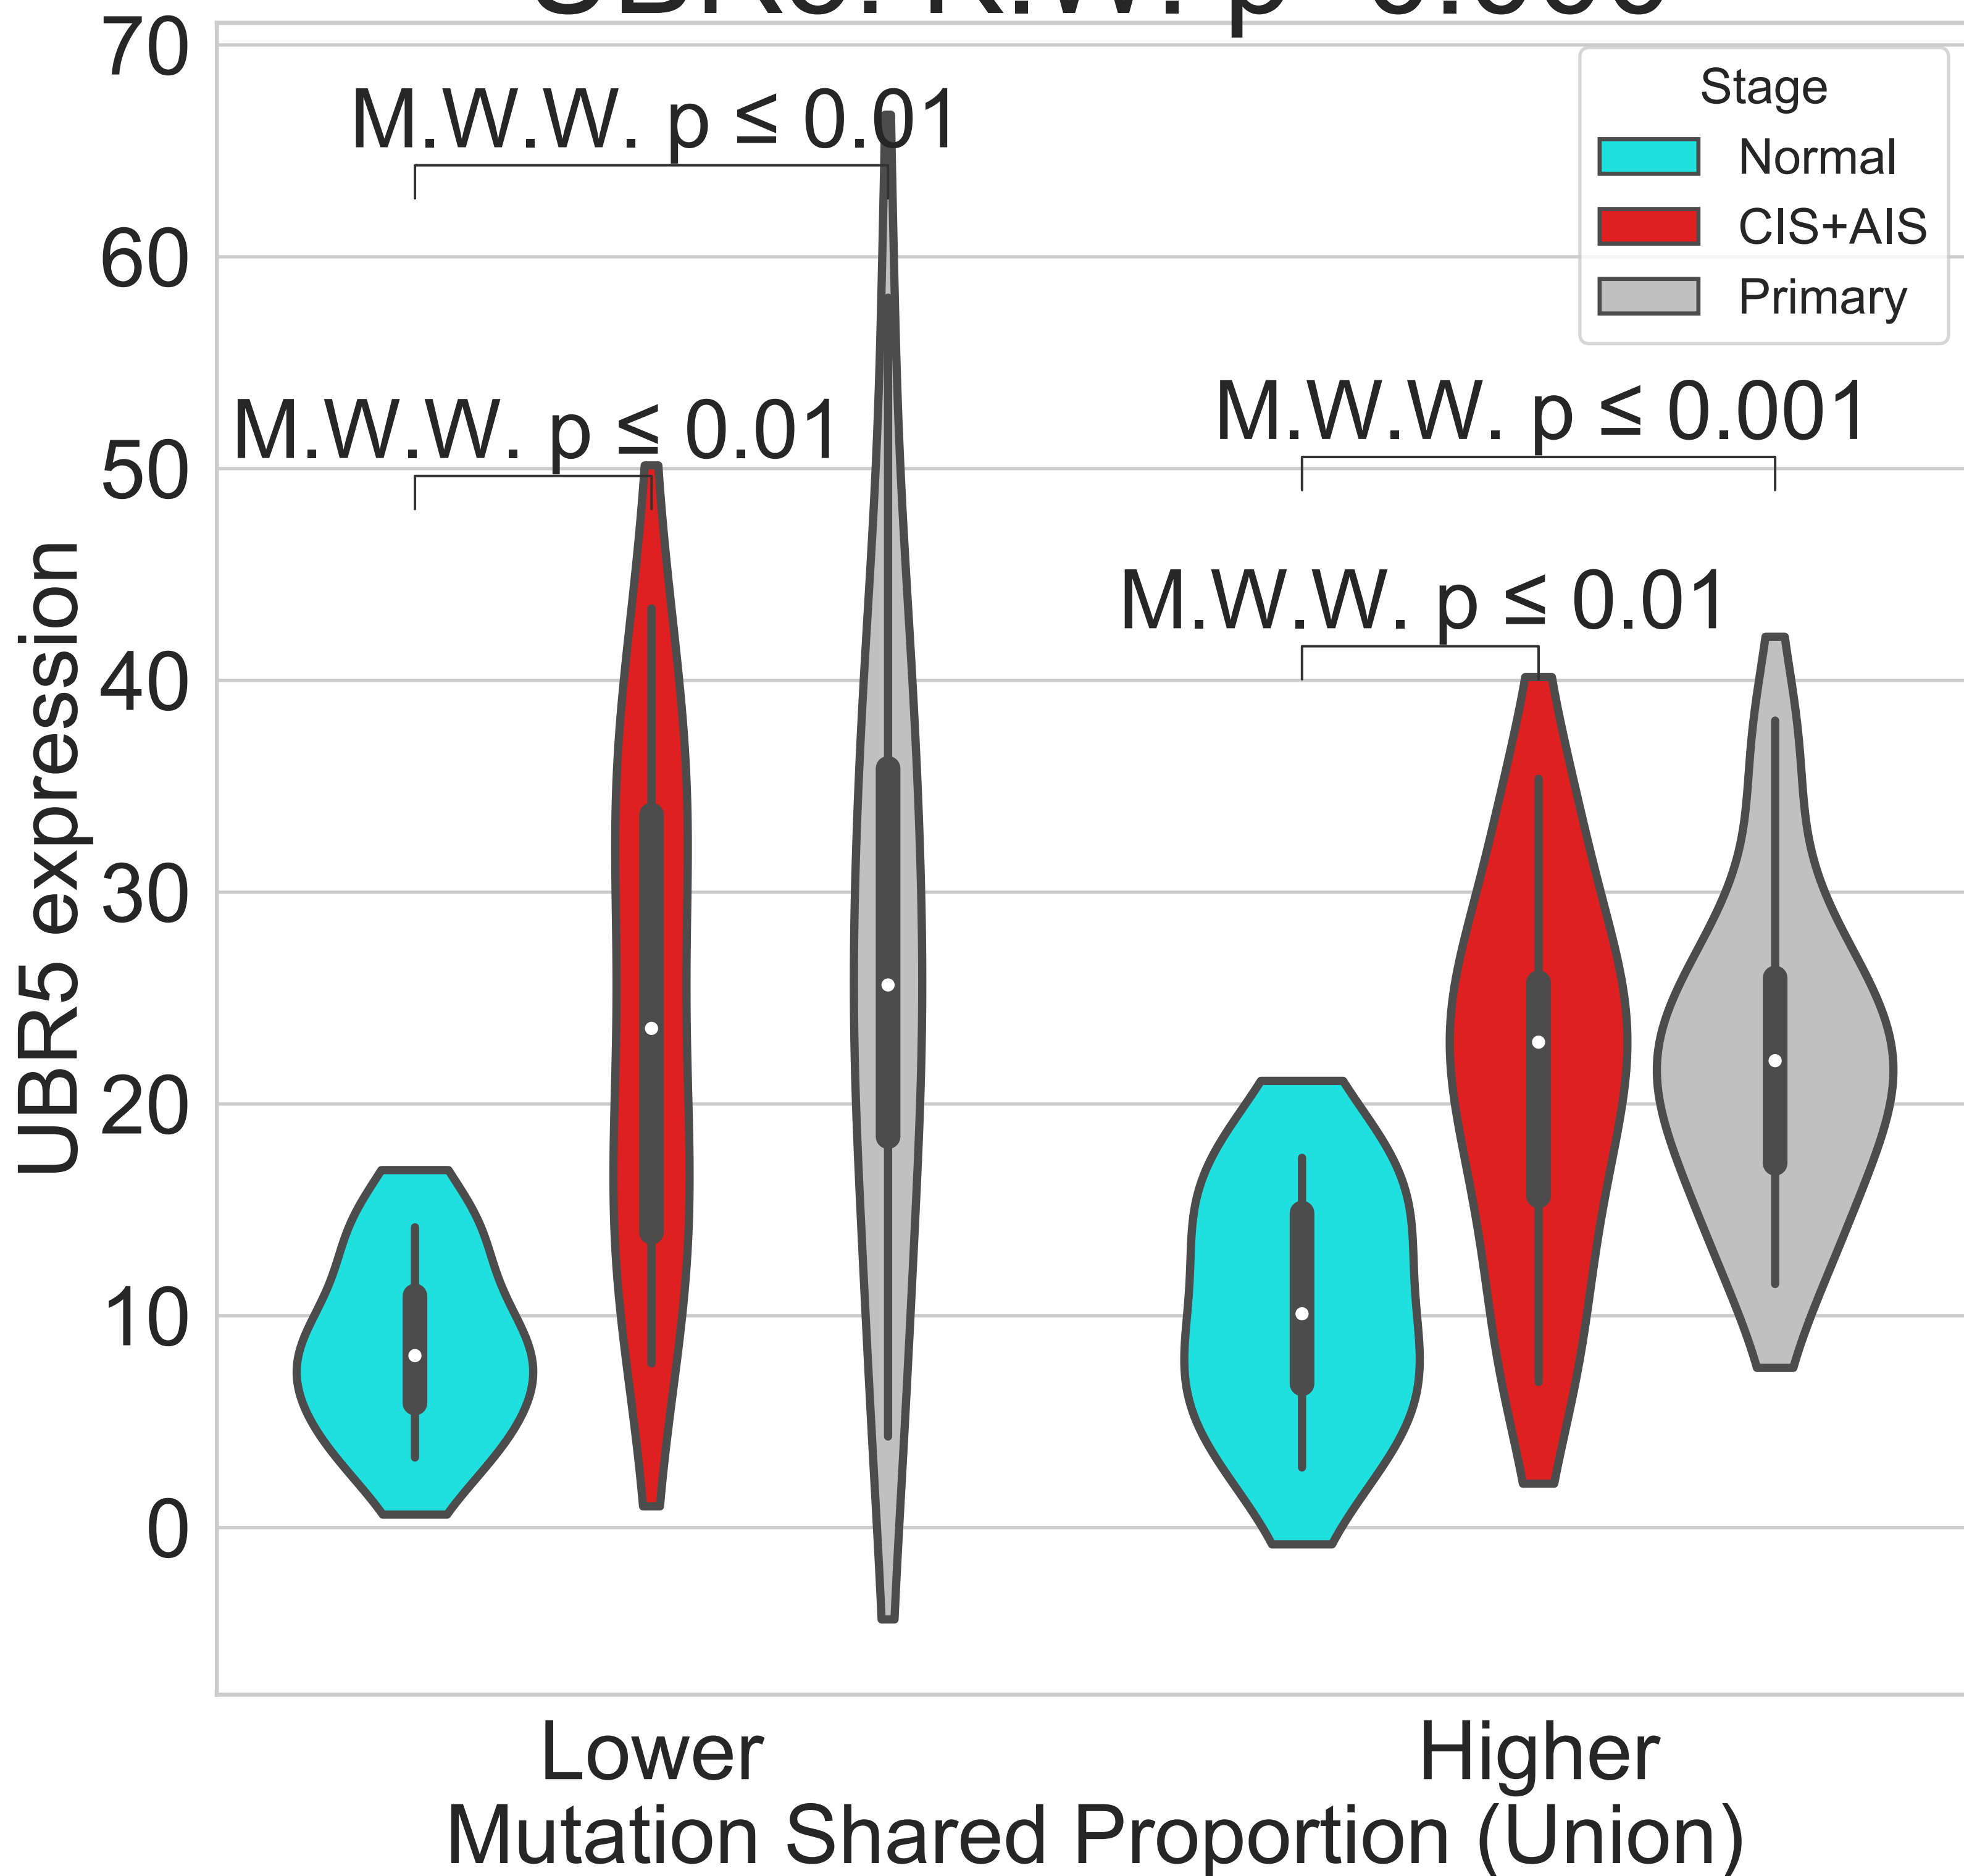 70
M.W.W. p ≤ 0.01
Stage
Normal
CIS+AIS
Primary
60
M.W.W. p ≤ 0.01
M.W.W. p ≤ 0.001
50
M.W.W. p ≤ 0.01
40
30
20
10
0
UBR5 expression
Lower
Higher
Mutation Shared Proportion (Union)